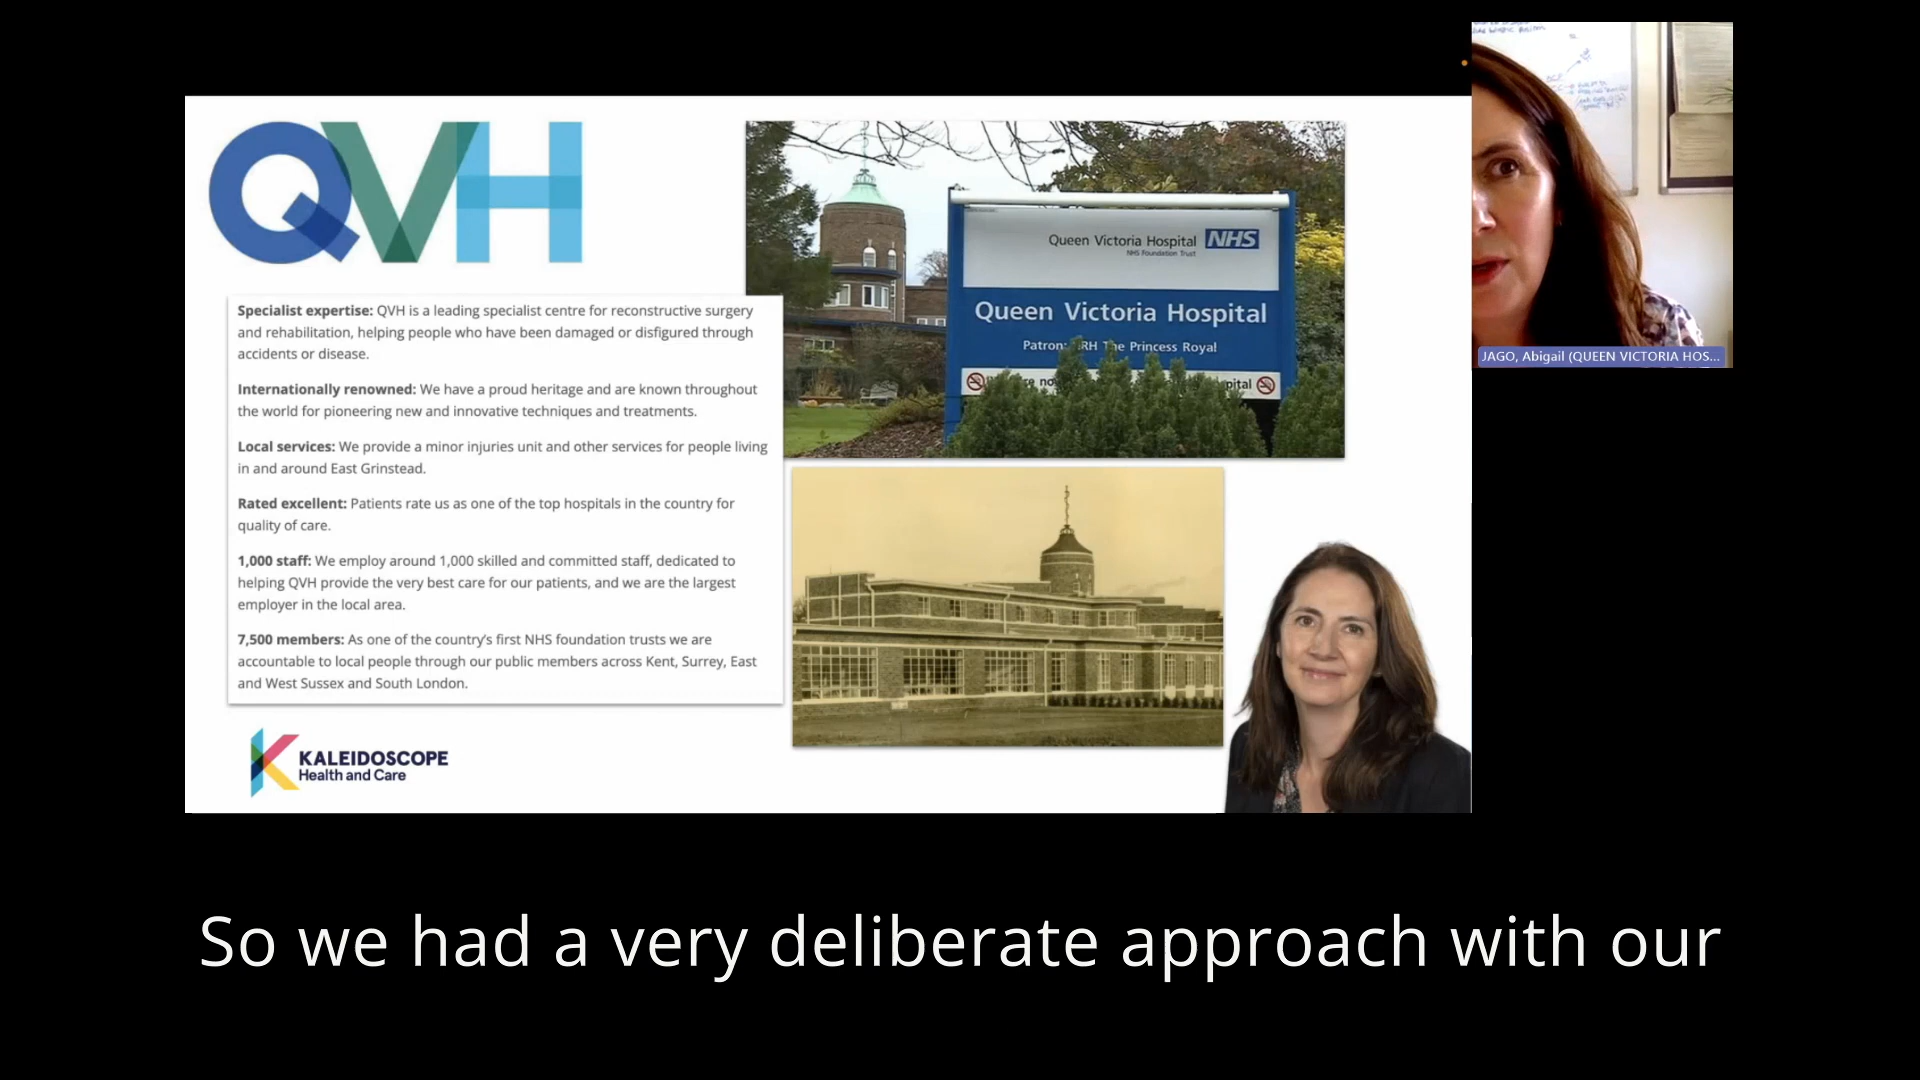 QVH
Specialist expertise: QVH is a leading specialist centre for reconstructive surgery
and rehabilitation, helping people who have been damaged or disfigured through
accidents or disease.
Internationally renowned: We have a proud heritage and are known throughout
the world for pioneering new and innovative techniques and treatments.
Local services: We provide a minor injuries unit and other services for people living
in and around East Grinstead.
Rated excellent: Patients rate us as one of the top hospitals in the country for
quality of care.
1,000 staff: We employ around 1,000 skilled and committed staff, dedicated to
helping QVH provide the very best care for our patients, and we are the largest
employer in the local area.
7,500 members: As one of the country's first NHS foundation trusts we are
accountable to local people through our public members across Kent, Surrey, East
and West Sussex and South London.
KALEIDOSCOPE
Health and Care
Queen Victoria Hospital NHS
NHS Foundation Trust
Queen Victoria Hospital
Patron: HRH The Princess Royal
JAGO, Abigail (QUEEN VICTORIA HOS...
So we had a very deliberate approach with our